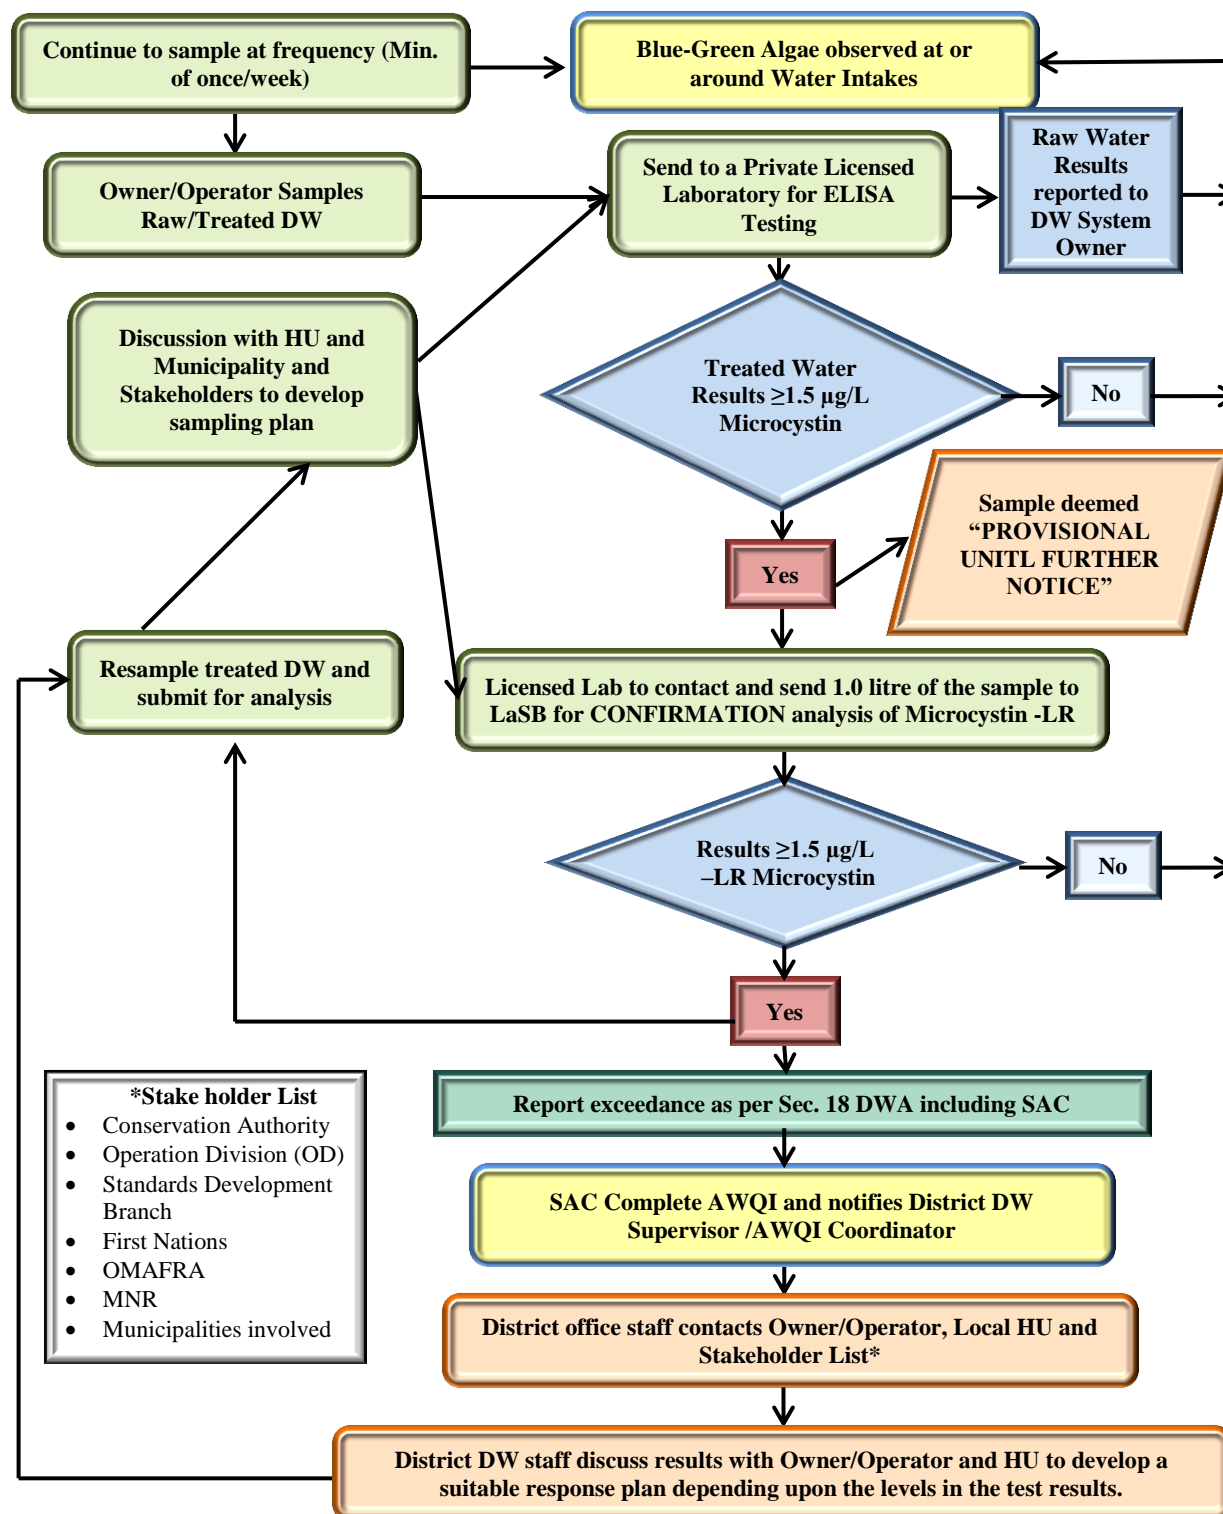 Continue to sample at frequency (Min.
of once/week)
Blue-Green Algae observed at or
around Water Intakes
Owner/Operator Samples
Raw/Treated DW
Send to a Private Licensed
Laboratory for ELISA
Testing
Raw Water
Results
reported to
DW System
Owner
Discussion with HU and
Municipality and
Stakeholders to develop
sampling plan
Treated Water
Results ≥1.5 µg/L
Microcystin
No
Sample deemed
“PROVISIONAL
UNITL FURTHER
NOTICE”
Yes
Resample treated DW and
submit for analysis
Licensed Lab to contact and send 1.0 litre of the sample to
LaSB for CONFIRMATION analysis of Microcystin -LR
Results ≥1.5 µg/L
–LR Microcystin
No
Yes
*Stake holder List
• Conservation Authority
• Operation Division (OD)
• Standards Development
Branch
• First Nations
• OMAFRA
• MNR
• Municipalities involved
Report exceedance as per Sec. 18 DWA including SAC
SAC Complete AWQI and notifies District DW
Supervisor /AWQI Coordinator
District office staff contacts Owner/Operator, Local HU and
Stakeholder List*
District DW staff discuss results with Owner/Operator and HU to develop a
suitable response plan depending upon the levels in the test results.